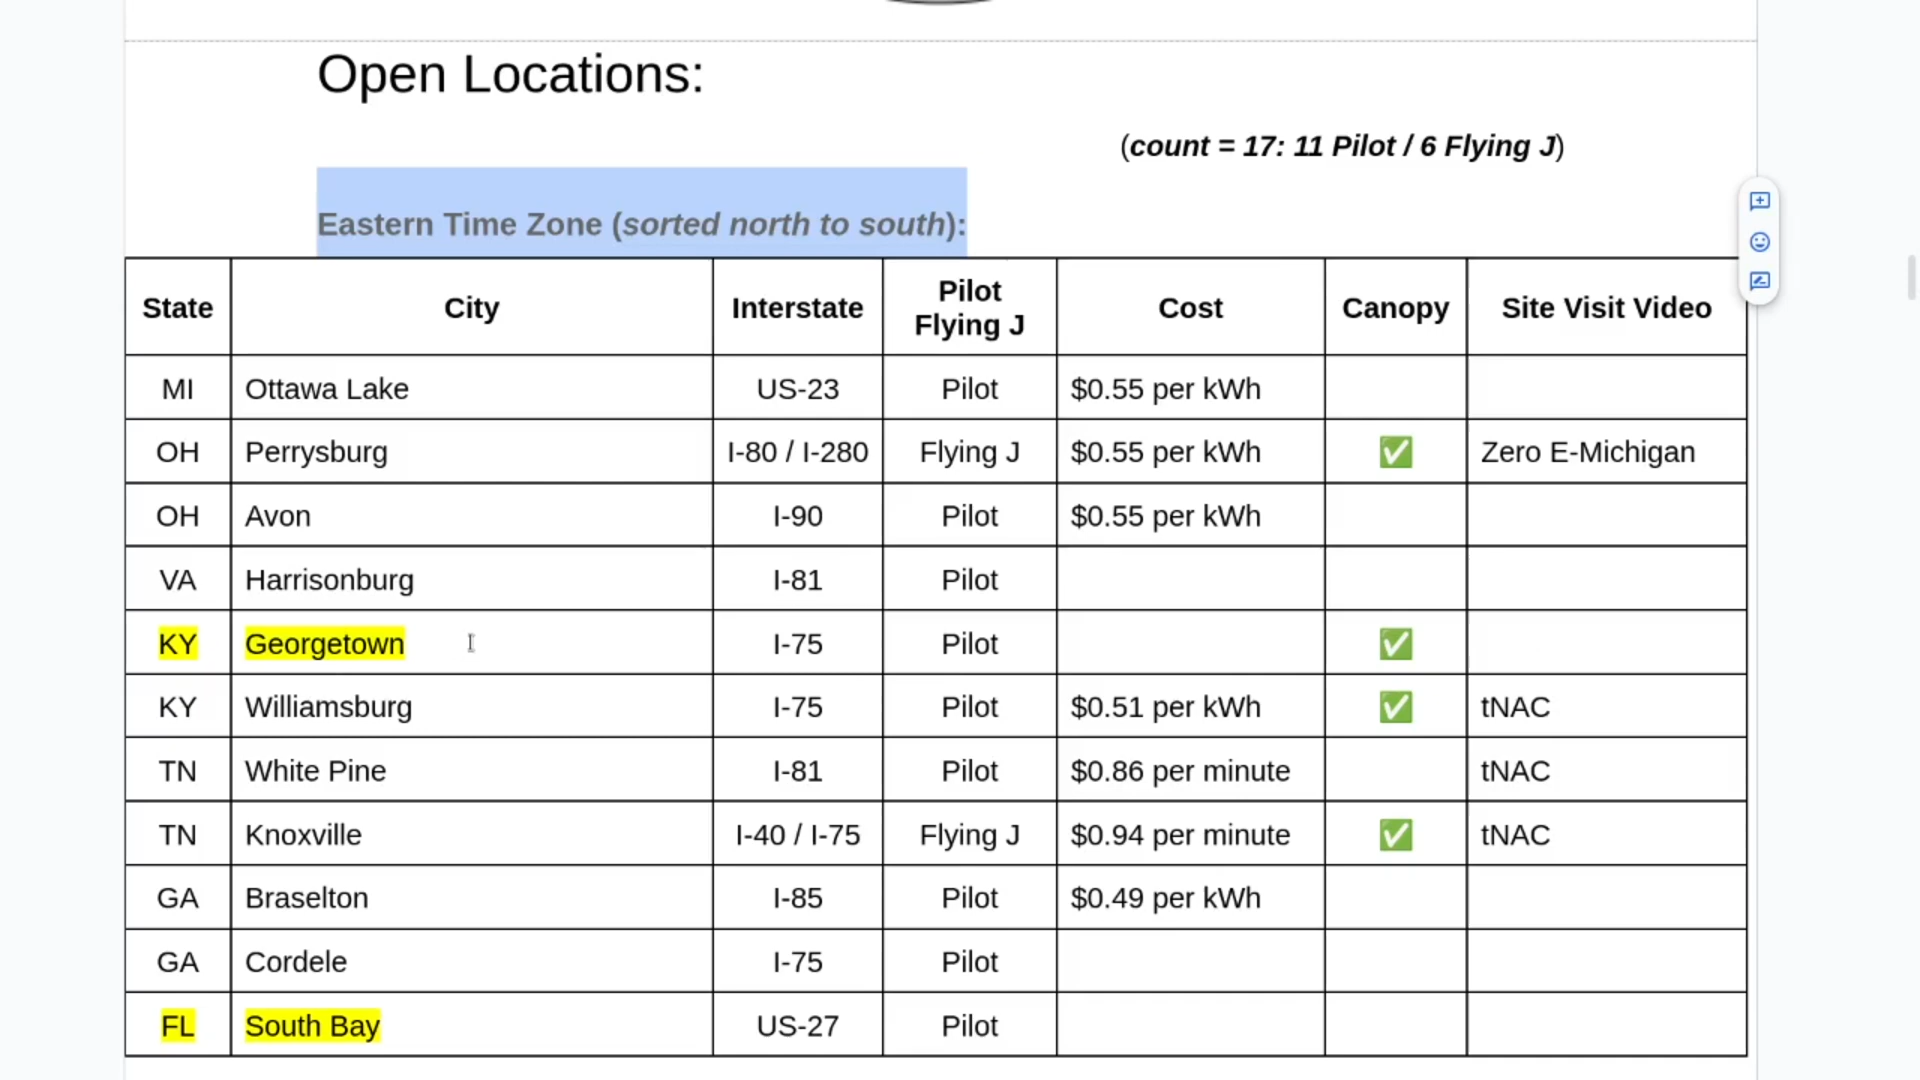 Open Locations:
(count = 17: 11 Pilot / 6 Flying J)
Eastern Time Zone (sorted north to south):
State City Interstate Pilot Flying J Cost Canopy Site Visit Video
MI Ottawa Lake US-23 Pilot $0.55 per kWh
OH Perrysburg I-80 / I-280 Flying J $0.55 per kWh ✅ Zero E-Michigan
OH Avon I-90 Pilot $0.55 per kWh
VA Harrisonburg I-81 Pilot
KY Georgetown I-75 Pilot ✅
KY Williamsburg I-75 Pilot $0.51 per kWh ✅ tNAC
TN White Pine I-81 Pilot $0.86 per minute tNAC
TN Knoxville I-40 / I-75 Flying J $0.94 per minute ✅ tNAC
GA Braselton I-85 Pilot $0.49 per kWh
GA Cordele I-75 Pilot
FL South Bay US-27 Pilot